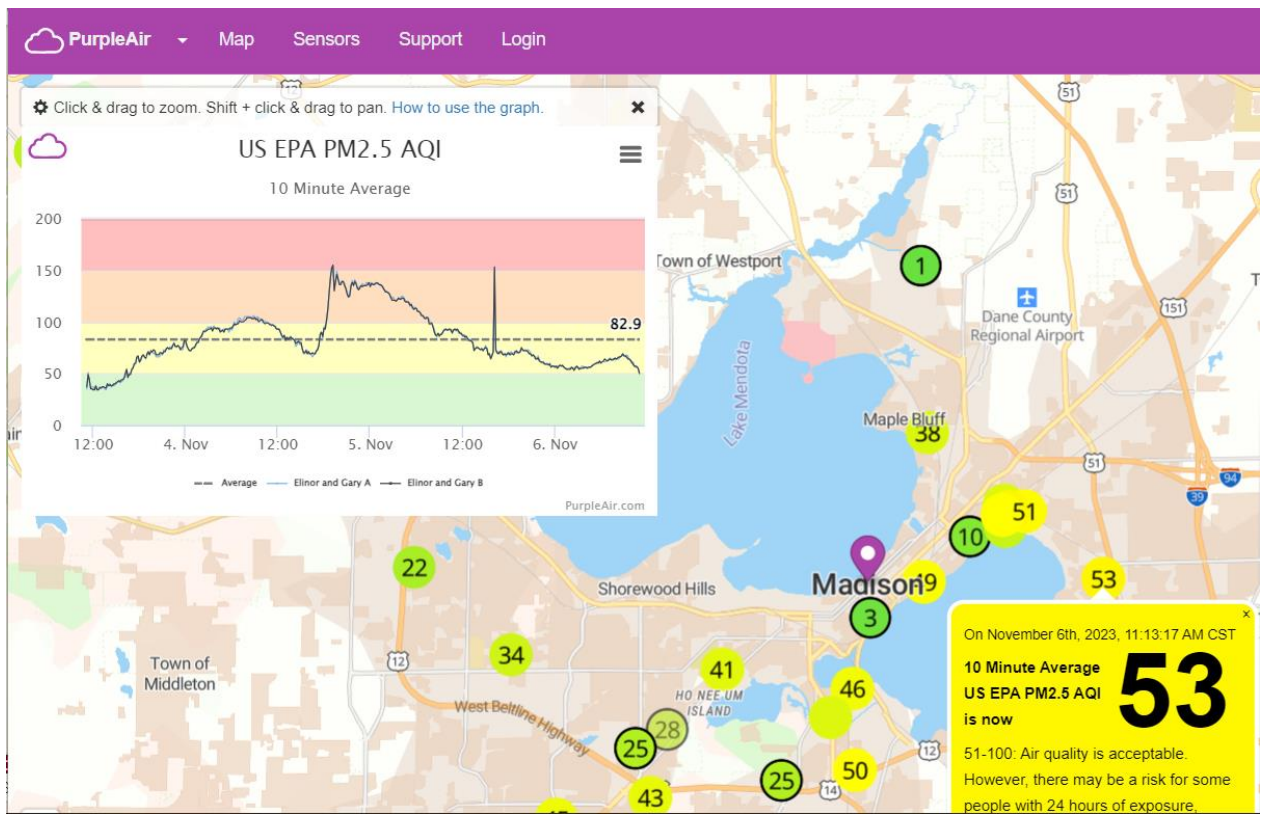 PurpleAir Map Sensors Support Login
Click & drag to zoom. Shift + click & drag to pan. How to use the graph.
US EPA PM2.5 AQI
10 Minute Average
200
150
100
50
0
82.9
12:00 4. Nov 12:00 5. Nov 12:00 6. Nov
Average Elinor and Gary A Elinor and Gary B
PurpleAir.com
12
51
51
Town of Westport
1
Dane County
Regional Airport
151
Lake Mendota
Maple Bluff
38
51
94
39
51
10
22
Shorewood Hills
Madison
53
3
34
12
Town of
Middleton
41
HO NEE UM
ISLAND
46
West Beltline Highway
28
25
12
25
50
14
43
×
On November 6th, 2023, 11:13:17 AM CST
10 Minute Average
US EPA PM2.5 AQI
is now
53
51-100: Air quality is acceptable.
However, there may be a risk for some
people with 24 hours of exposure,